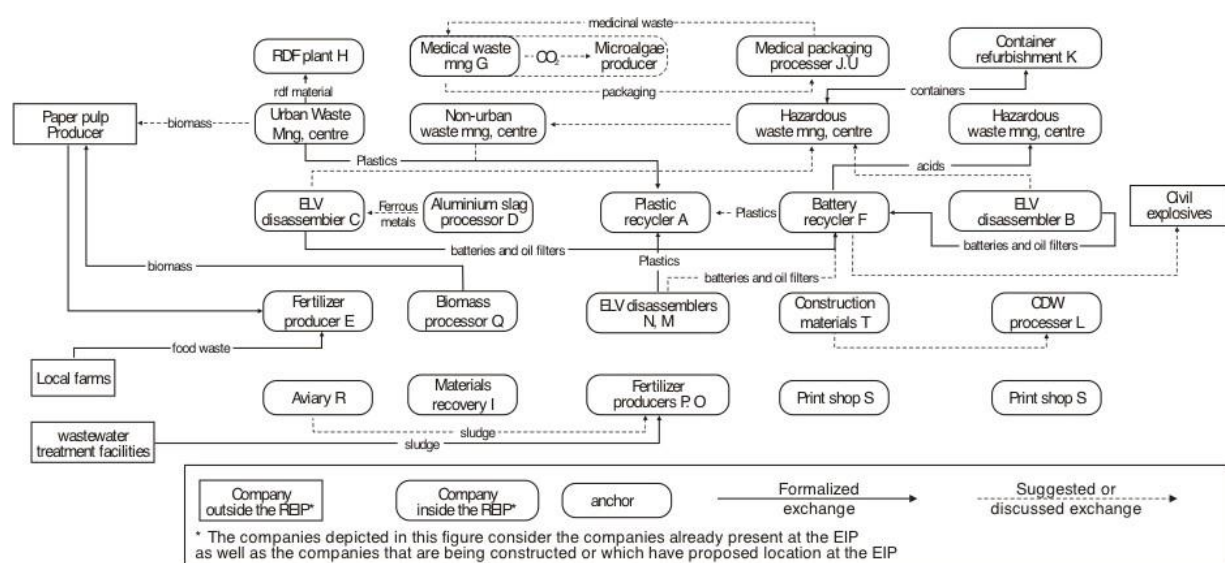 medicinal waste
RDF plant H
Medical waste
mng G
CO₂
Microalgae
producer
Medical packaging
processer J.U
Container
refurbishment K
rdf material
packaging
containers
Paper pulp
Producer
biomass
Urban Waste
Mng, centre
Non-urban
waste mng, centre
Hazardous
waste mng, centre
Hazardous
waste mng, centre
Plastics
acids
ELV
disassembier C
Ferrous
metals
Aluminium slag
processor D
Plastic
recycler A
Plastics
Battery
recycler F
ELV
disassembler B
Civil
explosives
batteries and oil filters
batteries and oil filters
biomass
Plastics
batteries and oil filters
Fertilizer
producer E
Biomass
processor Q
ELV disassemblers
N, M
Construction
materials T
CDW
processer L
food waste
Local farms
Aviary R
Materials
recovery I
Fertilizer
producers P. O
Print shop S
Print shop S
sludge
wastewater
treatment facilities
sludge
Company
outside the REIP*
Company
inside the REIP*
anchor
Formalized
exchange
Suggested or
discussed exchange
* The companies depicted in this figure consider the companies already present at the EIP
as well as the companies that are being constructed or which have proposed location at the EIP